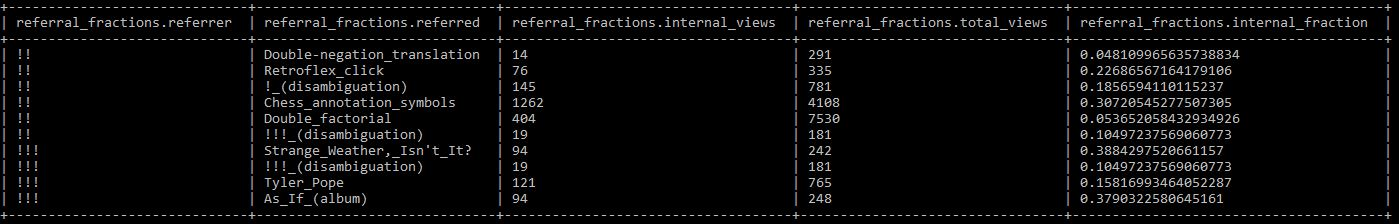 | referral_fractions.referrer | referral_fractions.referred | referral_fractions.internal_views | referral_fractions.total_views | referral_fractions.internal_fraction |
| !! | Double-negation_translation | 14 | 291 | 0.048109965635738834 |
| !! | Retroflex_click | 76 | 335 | 0.22686567164179106 |
| !! | !_(disambiguation) | 145 | 781 | 0.1856594110115237 |
| !! | Chess_annotation_symbols | 1262 | 4108 | 0.30720545277507305 |
| !! | Double_factorial | 404 | 7530 | 0.053652058432934926 |
| !! | !!!_(disambiguation) | 19 | 181 | 0.10497237569060773 |
| !!! | Strange_Weather,_Isn't_It? | 94 | 242 | 0.3884297520661157 |
| !!! | !!!_(disambiguation) | 19 | 181 | 0.10497237569060773 |
| !!! | Tyler_Pope | 121 | 765 | 0.15816993464052287 |
| !!! | As_If_(album) | 94 | 248 | 0.3790322580645161 |